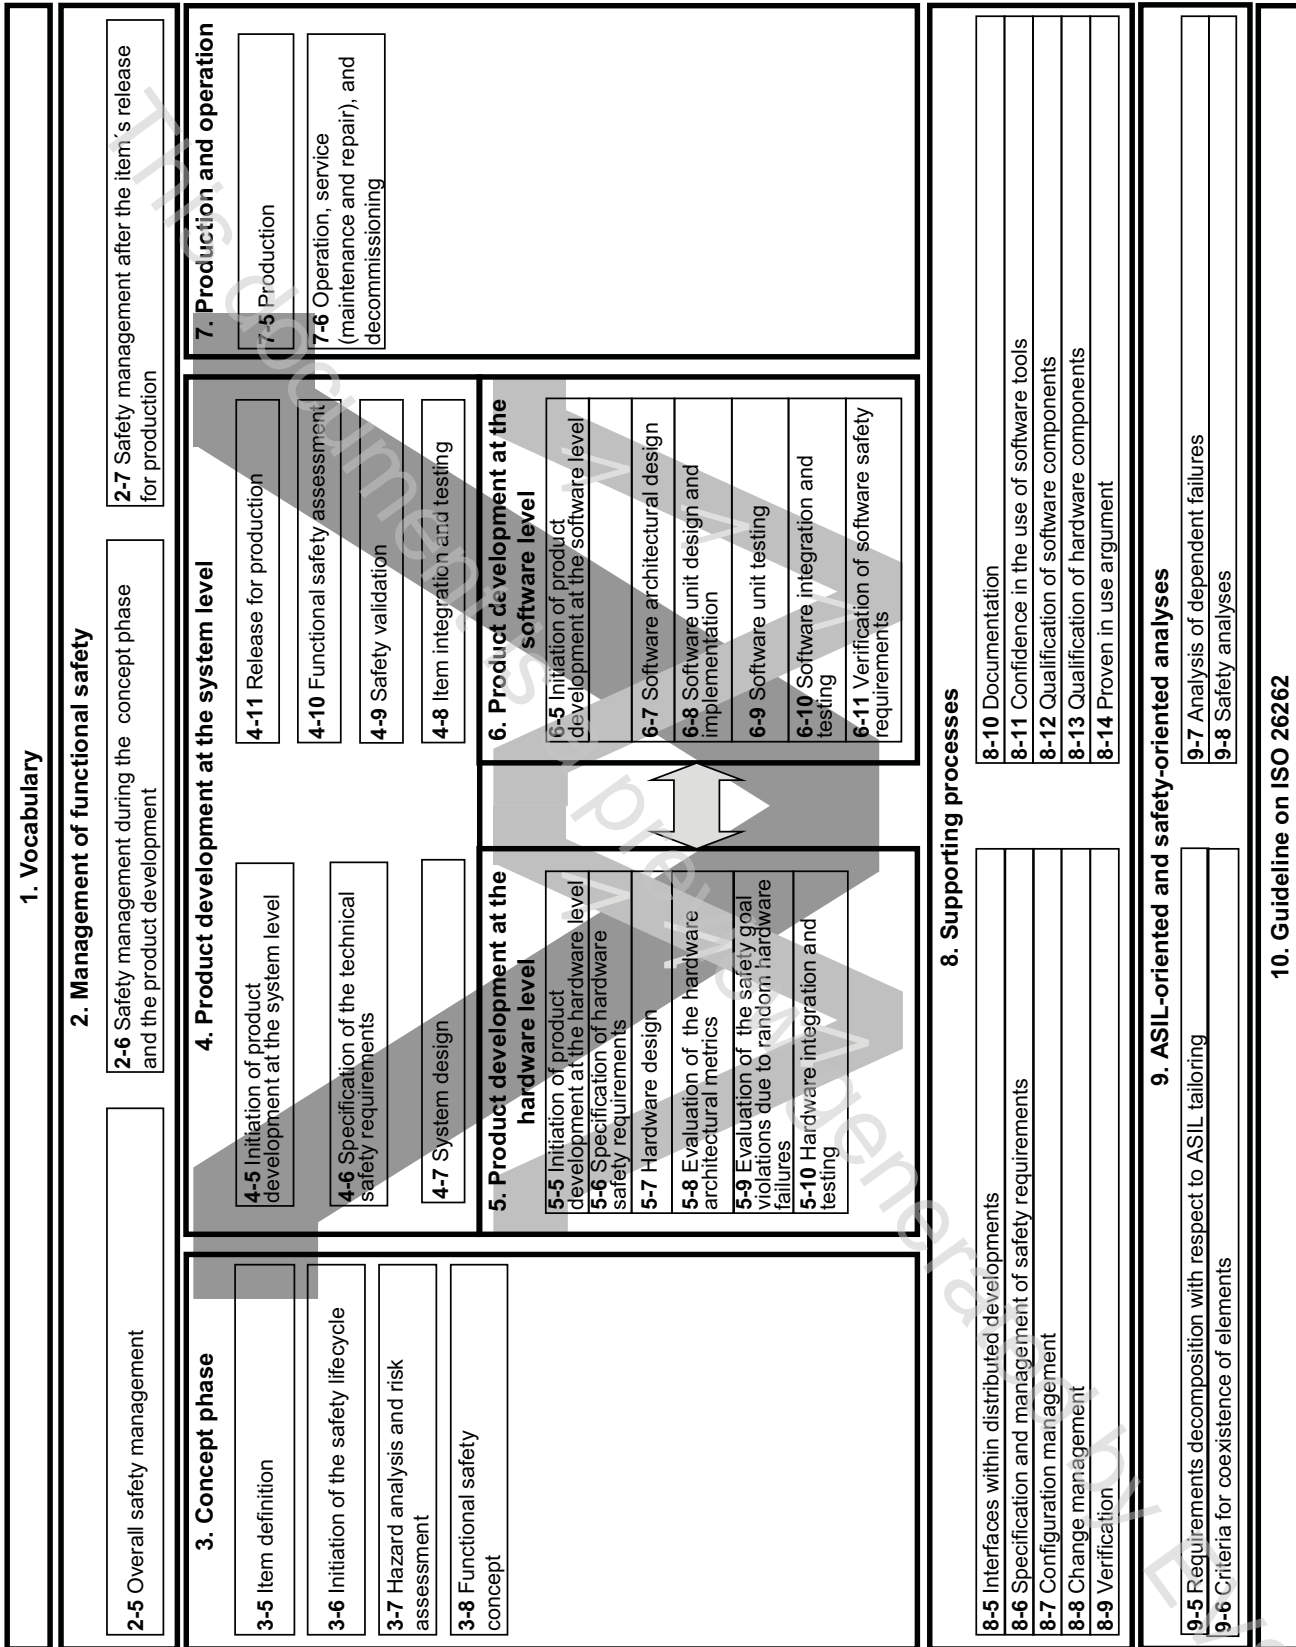 1. Vocabulary
2. Management of functional safety
2-5 Overall safety management
2-6 Safety management during the concept phase
and the product development
2-7 Safety management after the item´s release
for production
3. Concept phase
3-5 Item definition
3-6 Initiation of the safety lifecycle
3-7 Hazard analysis and risk
assessment
3-8 Functional safety
concept
4. Product development at the system level
4-5 Initiation of product
development at the system level
4-6 Specification of the technical
safety requirements
4-7 System design
4-11 Release for production
4-10 Functional safety assessment
4-9 Safety validation
4-8 Item integration and testing
5. Product development at the
hardware level
5-5 Initiation of product
development at the hardware level
5-6 Specification of hardware
safety requirements
5-7 Hardware design
5-8 Evaluation of the hardware
architectural metrics
5-9 Evaluation of the safety goal
violations due to random hardware
failures
5-10 Hardware integration and
testing
6. Product development at the
software level
6-5 Initiation of product
development at the software level
6-7 Software architectural design
6-8 Software unit design and
implementation
6-9 Software unit testing
6-10 Software integration and
testing
6-11 Verification of software safety
requirements
7. Production and operation
7-5 Production
7-6 Operation, service
(maintenance and repair), and
decommissioning
8. Supporting processes
8-5 Interfaces within distributed developments
8-6 Specification and management of safety requirements
8-7 Configuration management
8-8 Change management
8-9 Verification
8-10 Documentation
8-11 Confidence in the use of software tools
8-12 Qualification of software components
8-13 Qualification of hardware components
8-14 Proven in use argument
9. ASIL-oriented and safety-oriented analyses
9-5 Requirements decomposition with respect to ASIL tailoring
9-6 Criteria for coexistence of elements
9-7 Analysis of dependent failures
9-8 Safety analyses
10. Guideline on ISO 26262
This document is a preview generated by